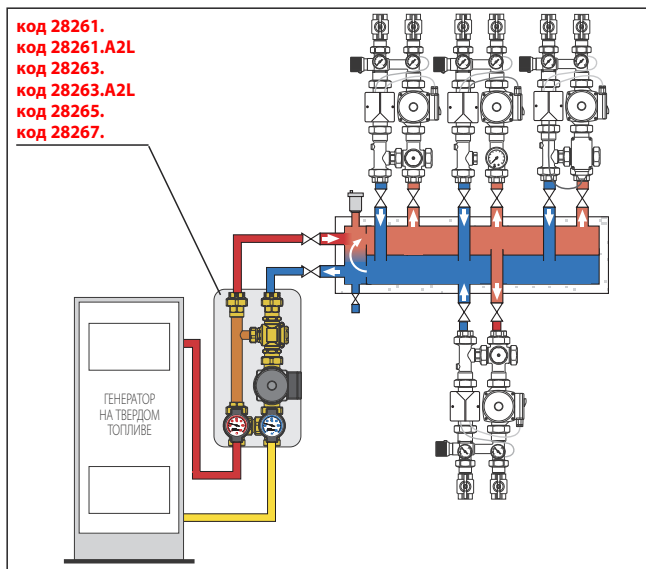 код 28261.
код 28261.A2L
код 28263.
код 28263.A2L
код 28265.
код 28267.
ГЕНЕРАТОР
НА ТВЕРДОМ
ТОПЛИВЕ